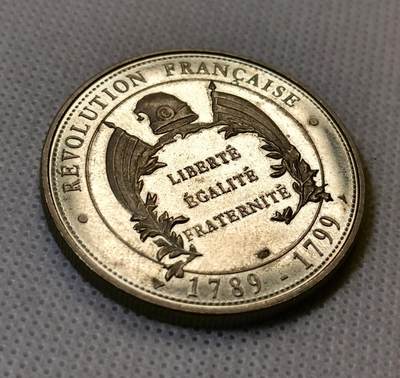 RÉVOLUTION FRANÇAISE
LIBERTÉ
ÉGALITÉ
FRATERNITÉ
1789 - 1799